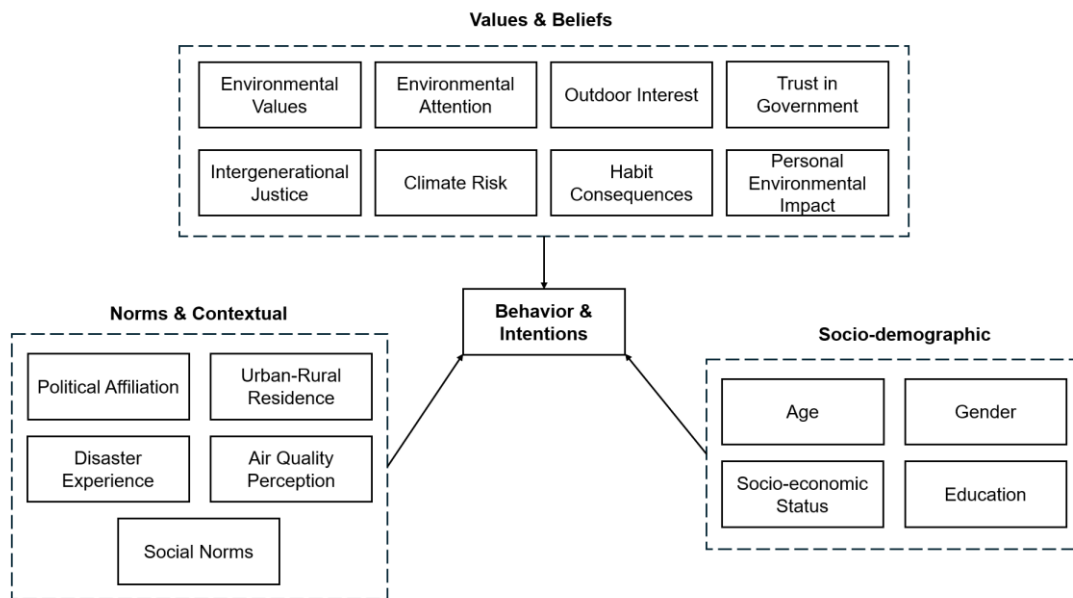 Values & Beliefs
Environmental
Values
Environmental
Attention
Outdoor Interest
Trust in
Government
Intergenerational
Justice
Climate Risk
Habit
Consequences
Personal
Environmental
Impact
Behavior &
Intentions
Norms & Contextual
Political Affiliation
Urban-Rural
Residence
Disaster
Experience
Air Quality
Perception
Social Norms
Socio-demographic
Age
Gender
Socio-economic
Status
Education